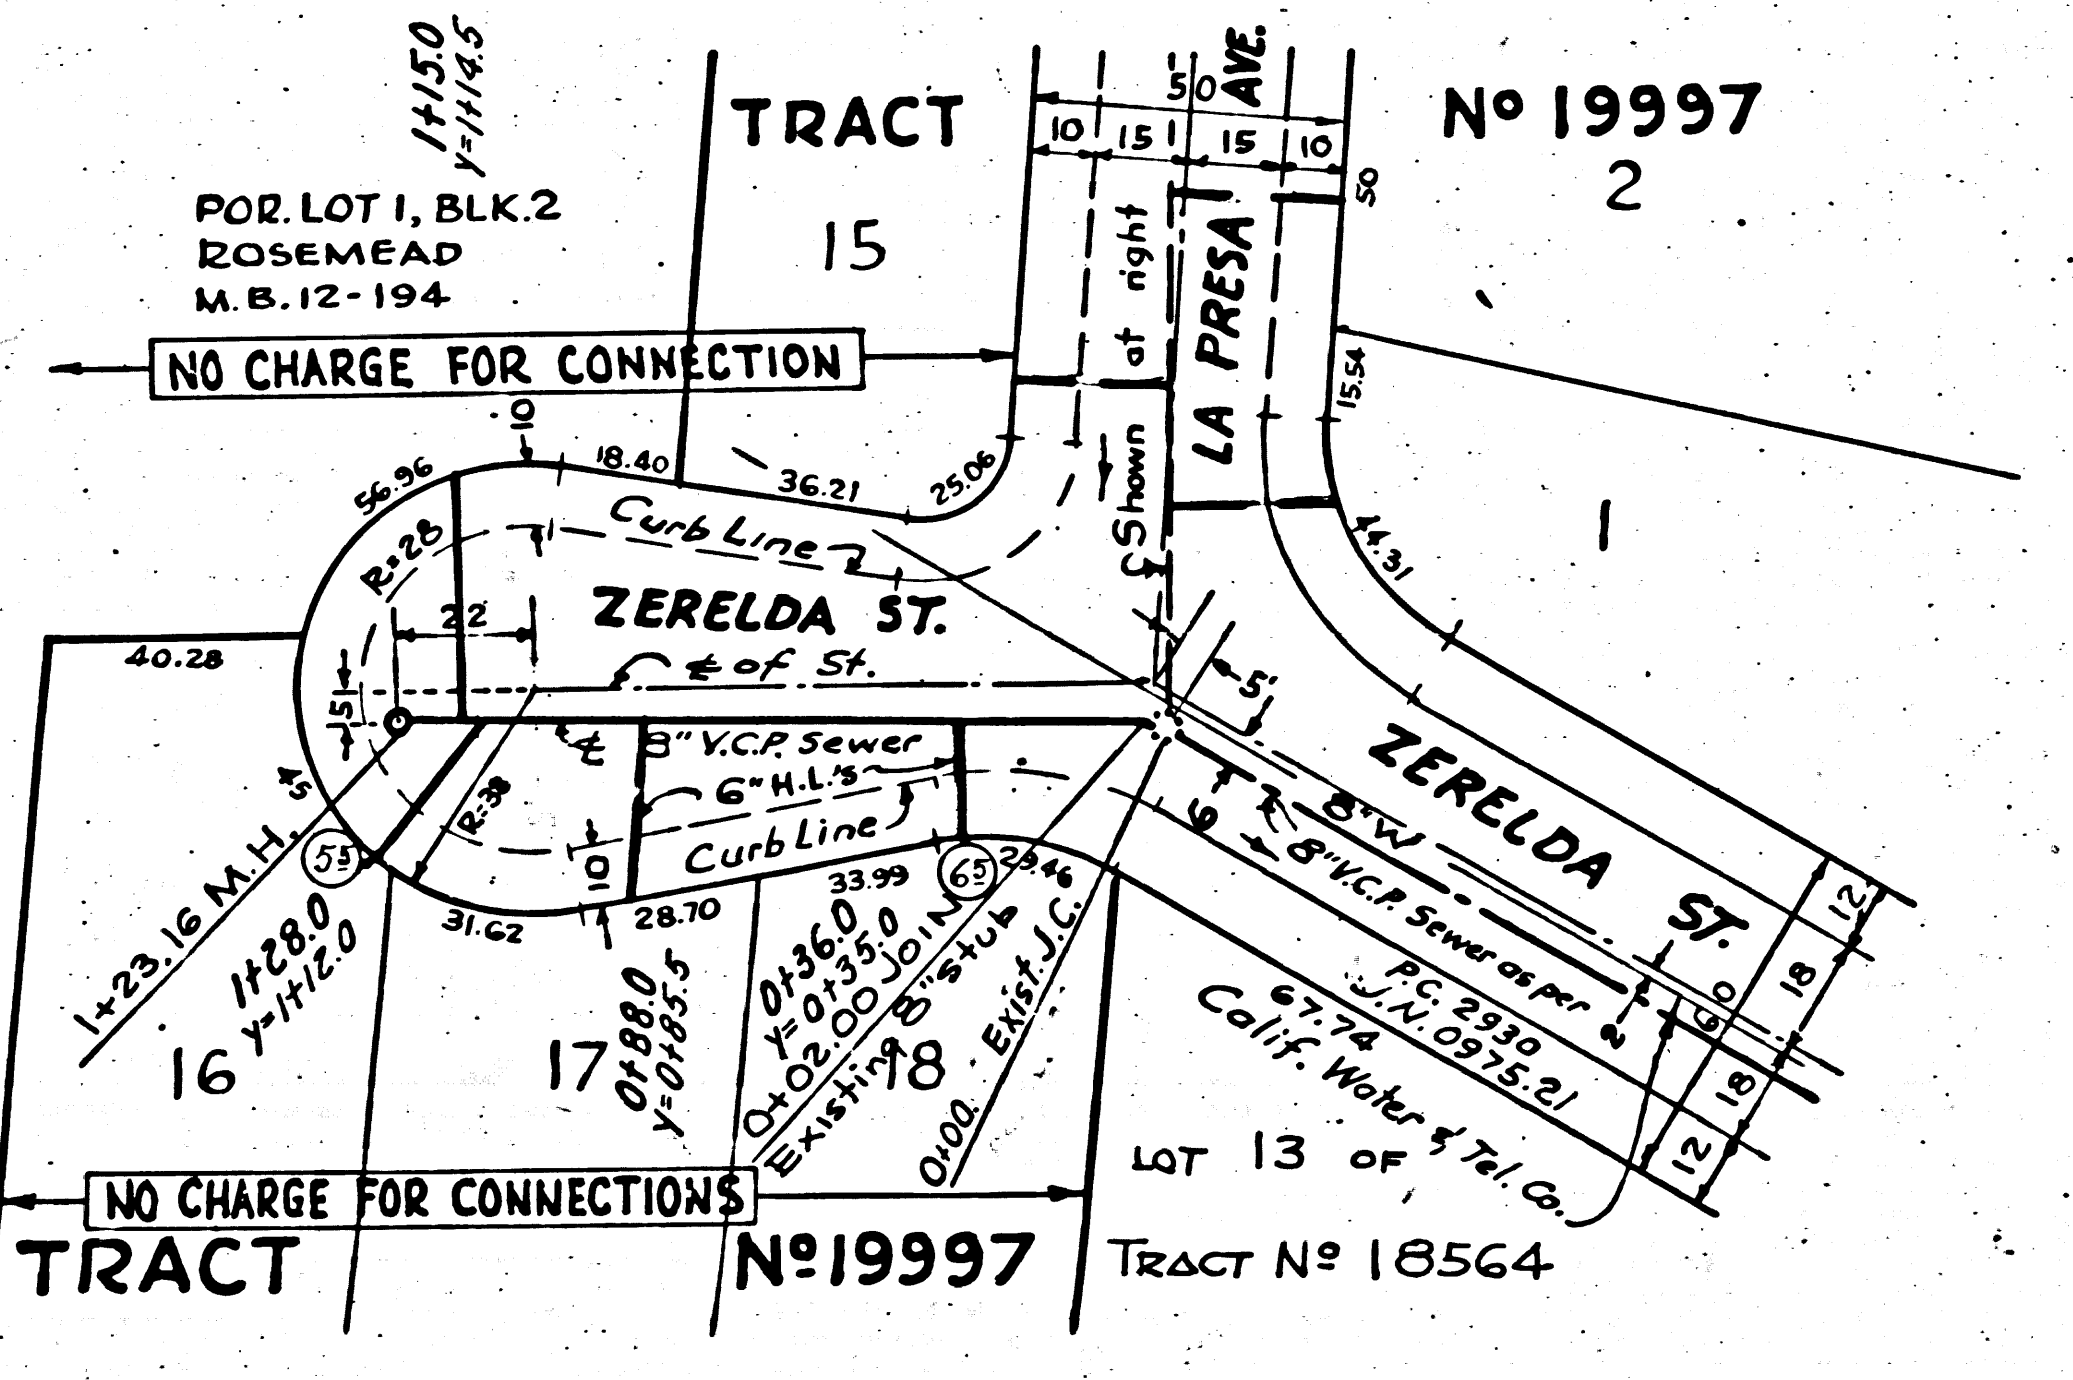 1+15.0
y=1+14.5
TRACT
Nº 19997
AVE.
50
10
15
15
10
50
2
15
POR. LOT 1, BLK. 2
ROSEMEAD
M.B. 12-194
NO CHARGE FOR CONNECTION
LA PRESA
℄ Shown at right
15.54
10
56.96
18.40
36.21
25.06
R=28
Curb Line
44.31
1
ZERELDA ST.
22
40.28
℄ of St.
5'
15
℄
8" V.C.P. Sewer
6" H.L.'s
R=38
45
Curb Line
10
55
65
31.62
28.70
33.99
29.46
ZERELDA ST.
8" W
6
8" V.C.P. Sewer as per
P.C. 2930
J.N. 0975.21
67.74
Calif. Water & Tel. Co.
2
60
12
18
18
12
1+23.16 M.H.
1+28.0
y=1+12.0
0+88.0
y=0+85.5
0+36.0
y=0+35.0
0+02.00 JOIN
Existing 8" Stub
0+00. Exist. J.C.
16
17
18
LOT 13 OF
TRACT Nº 18564
NO CHARGE FOR CONNECTIONS
TRACT
Nº 19997